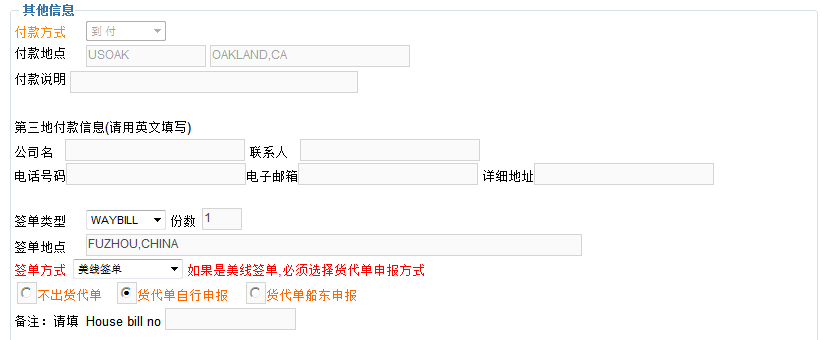 其他信息
付款方式 到付
付款地点 USOAK OAKLAND,CA
付款说明
第三地付款信息(请用英文填写)
公司名 联系人
电话号码 电子邮箱 详细地址
签单类型 WAYBILL 份数 1
签单地点 FUZHOU,CHINA
签单方式 美线签单 如果是美线签单,必须选择货代单申报方式
不出货代单 货代单自行申报 货代单船东申报
备注：请填 House bill no